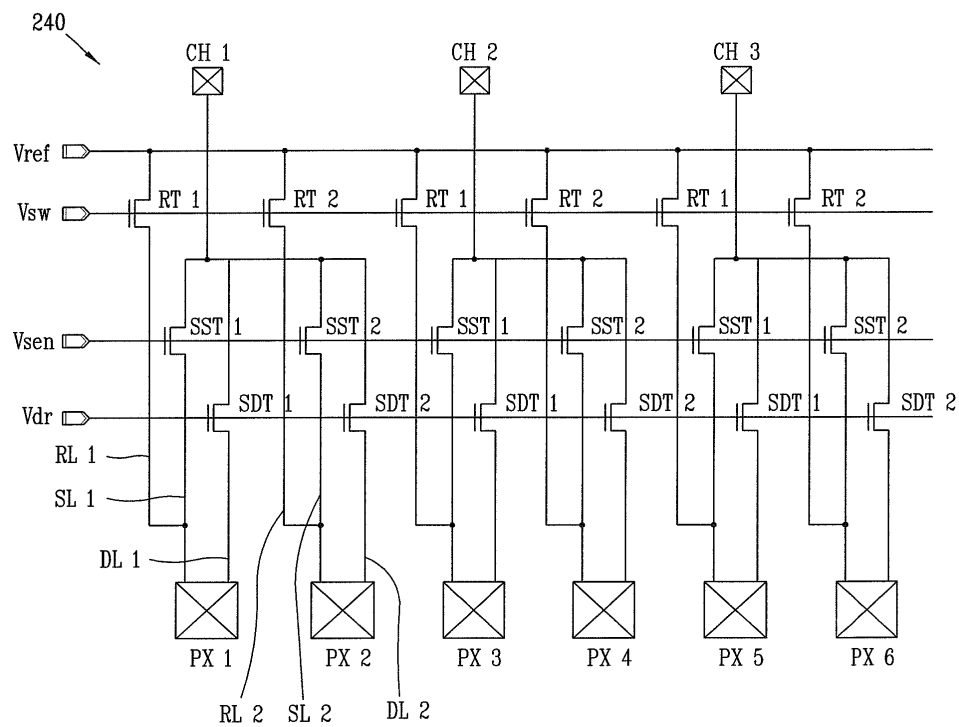 240
CH 1 CH 2 CH 3
Vref
Vsw RT 1 RT 2 RT 1 RT 2 RT 1 RT 2
Vsen SST 1 SST 2 SST 1 SST 2 SST 1 SST 2
Vdr SDT 1 SDT 2 SDT 1 SDT 2 SDT 1 SDT 2
RL 1
SL 1
DL 1
PX 1 PX 2 PX 3 PX 4 PX 5 PX 6
RL 2 SL 2 DL 2